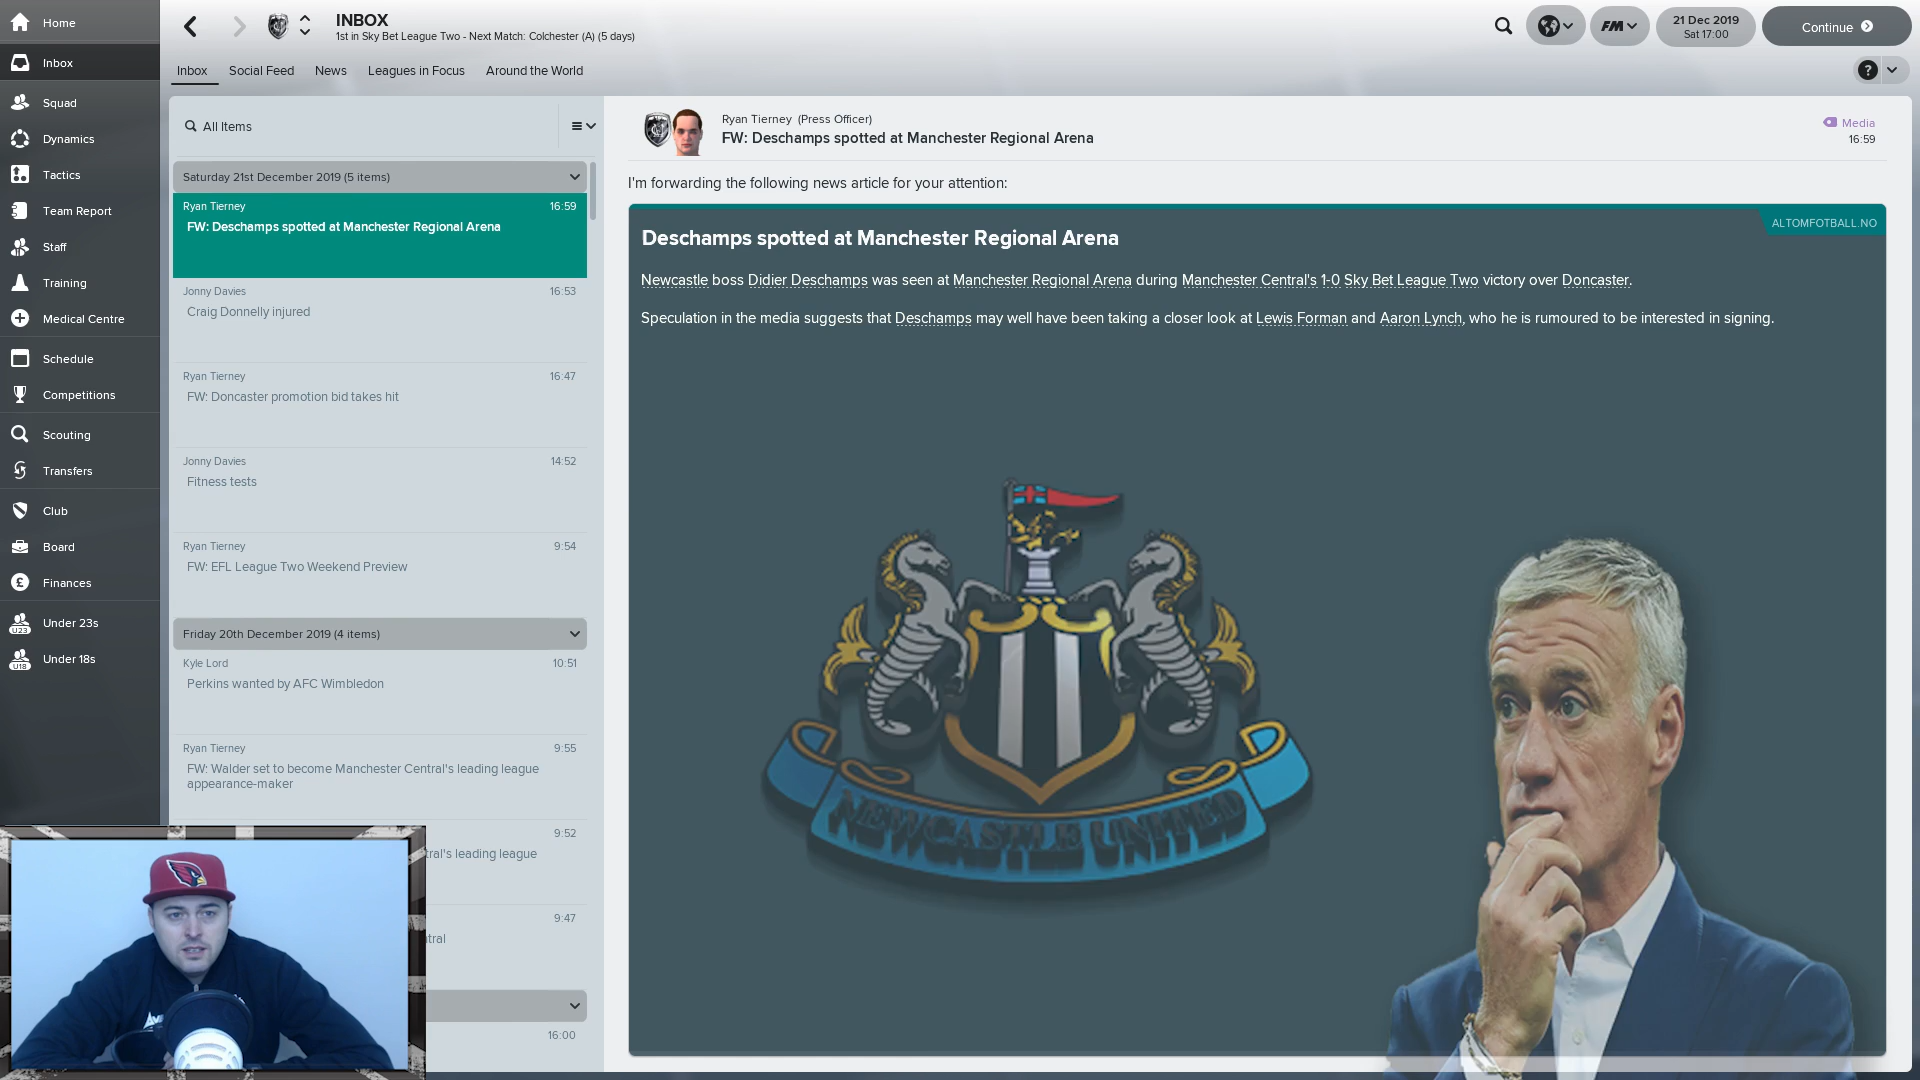 Home
Inbox
Squad
Dynamics
Tactics
Team Report
Staff
Training
Medical Centre
Schedule
Competitions
Scouting
Transfers
Club
Board
Finances
U23
Under 23s
U18
Under 18s
INBOX
1st in Sky Bet League Two - Next Match: Colchester (A) (5 days)
FM
21 Dec 2019
Sat 17:00
Continue
Inbox
Social Feed
News
Leagues in Focus
Around the World
?
All Items
Saturday 21st December 2019 (5 items)
Ryan Tierney 16:59
FW: Deschamps spotted at Manchester Regional Arena
Jonny Davies 16:53
Craig Donnelly injured
Ryan Tierney 16:47
FW: Doncaster promotion bid takes hit
Jonny Davies 14:52
Fitness tests
Ryan Tierney 9:54
FW: EFL League Two Weekend Preview
Friday 20th December 2019 (4 items)
Kyle Lord 10:51
Perkins wanted by AFC Wimbledon
Ryan Tierney 9:55
FW: Walder set to become Manchester Central's leading league
appearance-maker
9:52
tral's leading league
9:47
ntral
16:00
Ryan Tierney (Press Officer)
FW: Deschamps spotted at Manchester Regional Arena
Media
16:59
I'm forwarding the following news article for your attention:
ALTOMFOTBALL.NO
Deschamps spotted at Manchester Regional Arena
Newcastle boss Didier Deschamps was seen at Manchester Regional Arena during Manchester Central's 1-0 Sky Bet League Two victory over Doncaster.
Speculation in the media suggests that Deschamps may well have been taking a closer look at Lewis Forman and Aaron Lynch, who he is rumoured to be interested in signing.
NEWCASTLE UNITED